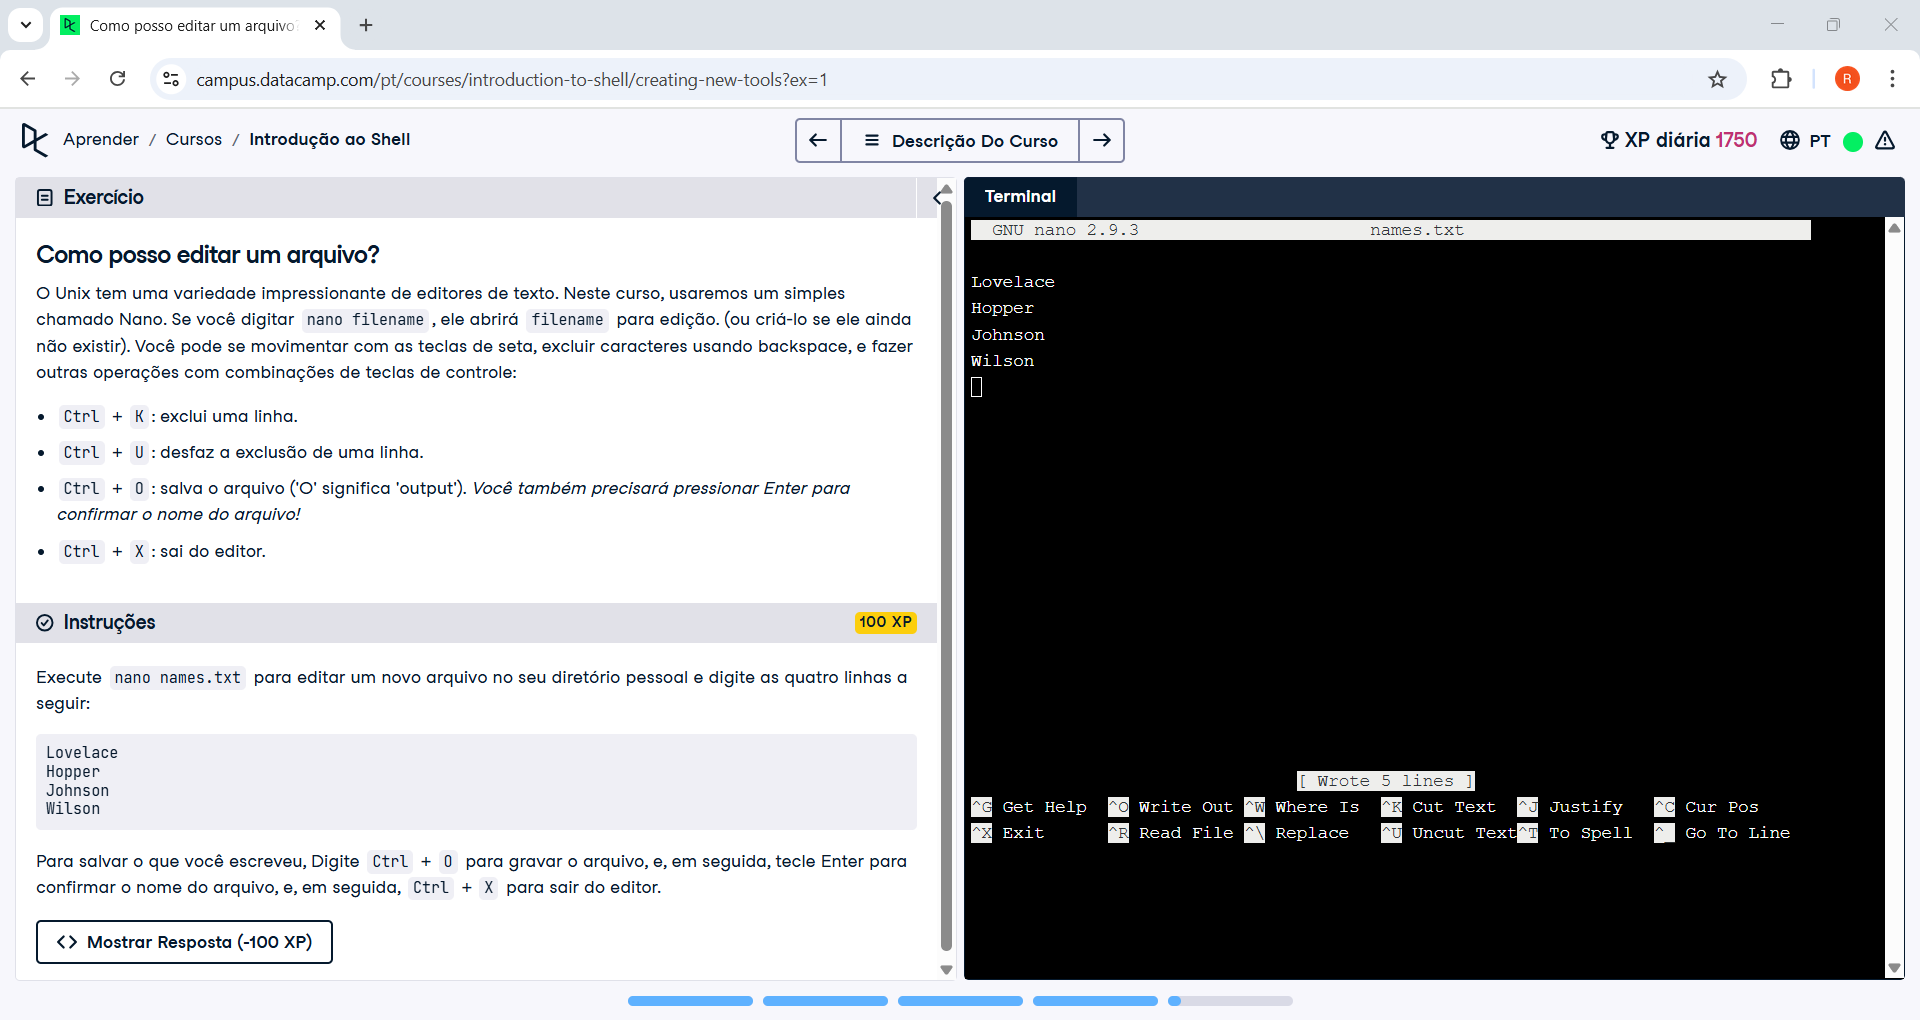 Como posso editar um arquivo?
campus.datacamp.com/pt/courses/introduction-to-shell/creating-new-tools?ex=1
R
Aprender / Cursos / Introdução ao Shell
Descrição Do Curso
XP diária 1750
PT
Exercício
Como posso editar um arquivo?
O Unix tem uma variedade impressionante de editores de texto. Neste curso, usaremos um simples
chamado Nano. Se você digitar nano filename , ele abrirá filename para edição. (ou criá-lo se ele ainda
não existir). Você pode se movimentar com as teclas de seta, excluir caracteres usando backspace, e fazer
outras operações com combinações de teclas de controle:
• Ctrl + K : exclui uma linha.
• Ctrl + U : desfaz a exclusão de uma linha.
• Ctrl + O : salva o arquivo ('O' significa 'output'). Você também precisará pressionar Enter para
confirmar o nome do arquivo!
• Ctrl + X : sai do editor.
Instruções
100 XP
Execute nano names.txt para editar um novo arquivo no seu diretório pessoal e digite as quatro linhas a
seguir:
Lovelace
Hopper
Johnson
Wilson
Para salvar o que você escreveu, Digite Ctrl + O para gravar o arquivo, e, em seguida, tecle Enter para
confirmar o nome do arquivo, e, em seguida, Ctrl + X para sair do editor.
<> Mostrar Resposta (-100 XP)
Terminal
GNU nano 2.9.3 names.txt
Lovelace
Hopper
Johnson
Wilson
[ Wrote 5 lines ]
^G Get Help ^O Write Out ^W Where Is ^K Cut Text ^J Justify ^C Cur Pos
^X Exit ^R Read File ^\ Replace ^U Uncut Text ^T To Spell ^_ Go To Line